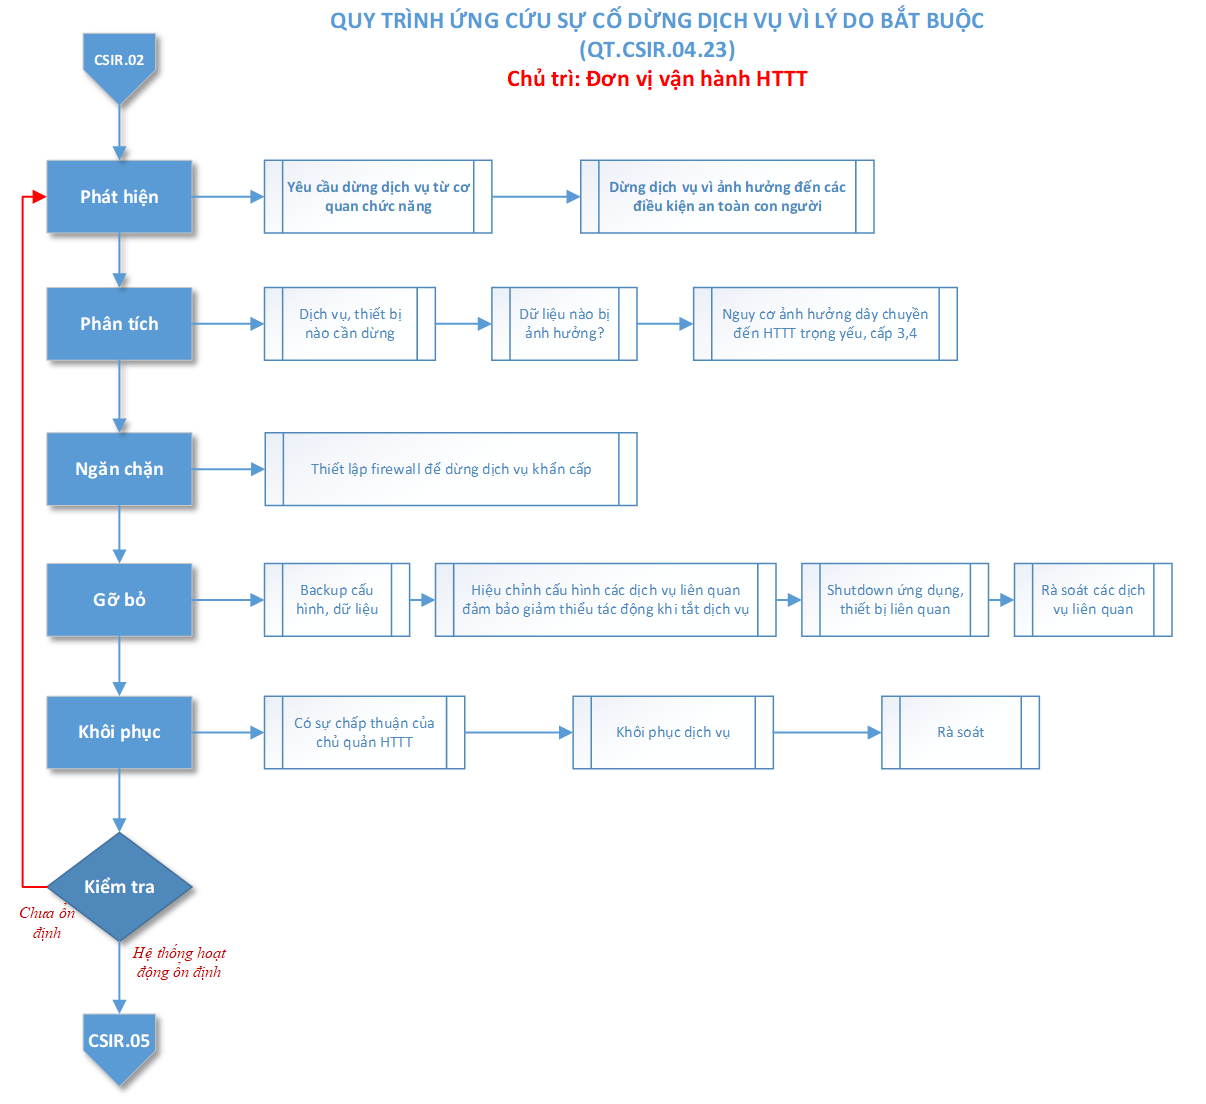 QUY TRÌNH ỨNG CỨU SỰ CỐ DỪNG DỊCH VỤ VÌ LÝ DO BẮT BUỘC
(QT.CSIR.04.23)
Chủ trì: Đơn vị vận hành HTTT
CSIR.02
Phát hiện
Yêu cầu dừng dịch vụ từ cơ
quan chức năng
Dừng dịch vụ vì ảnh hưởng đến các
điều kiện an toàn con người
Phân tích
Dịch vụ, thiết bị
nào cần dừng
Dữ liệu nào bị
ảnh hưởng?
Nguy cơ ảnh hưởng dây chuyền
đến HTTT trọng yếu, cấp 3,4
Ngăn chặn
Thiết lập firewall để dừng dịch vụ khẩn cấp
Gỡ bỏ
Backup cấu
hình, dữ liệu
Hiệu chỉnh cấu hình các dịch vụ liên quan
đảm bảo giảm thiểu tác động khi tắt dịch vụ
Shutdown ứng dụng,
thiết bị liên quan
Rà soát các dịch
vụ liên quan
Khôi phục
Có sự chấp thuận của
chủ quản HTTT
Khôi phục dịch vụ
Rà soát
Kiểm tra
Chưa ổn
định
Hệ thống hoạt
động ổn định
CSIR.05